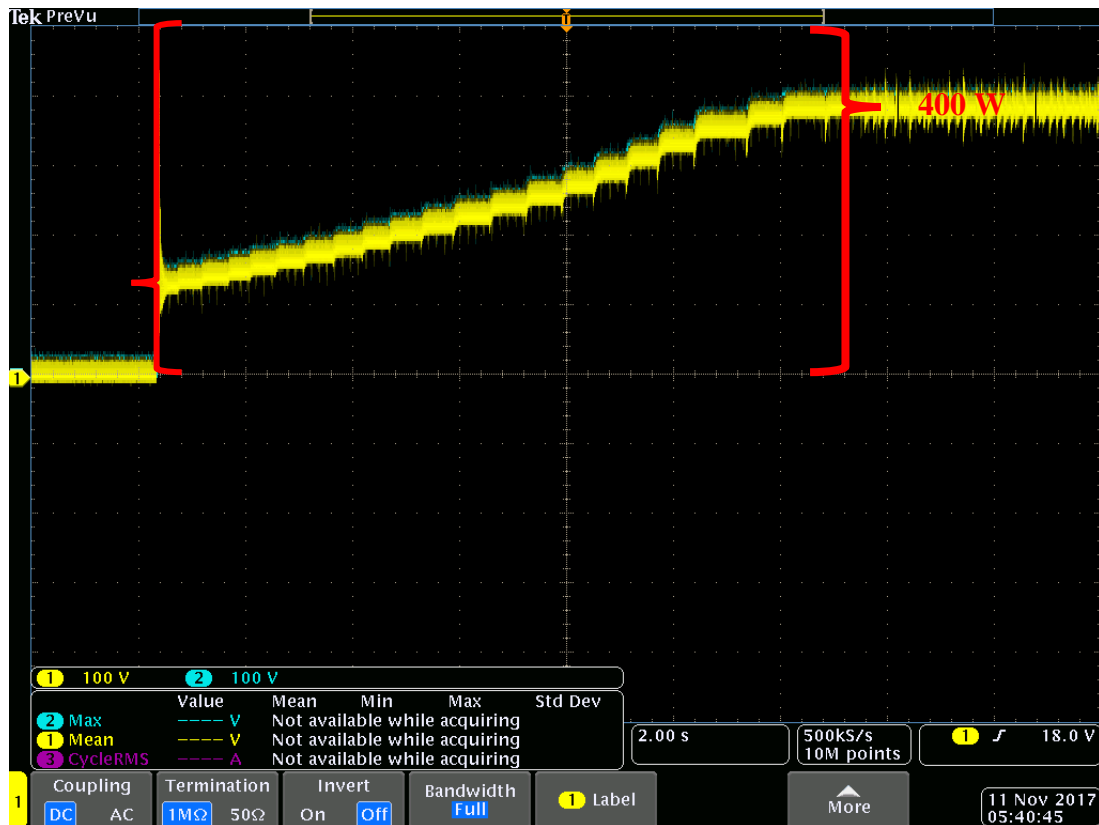 Tek PreVu
T
400 W
1
1 100 V 2 100 V
Value Mean Min Max Std Dev
2 Max ---- V Not available while acquiring
1 Mean ---- V Not available while acquiring
3 CycleRMS ---- A Not available while acquiring
2.00 s
500kS/s
10M points
1 18.0 V
1
Coupling
DC AC
Termination
1MΩ 50Ω
Invert
On Off
Bandwidth
Full
1 Label
More
11 Nov 2017
05:40:45